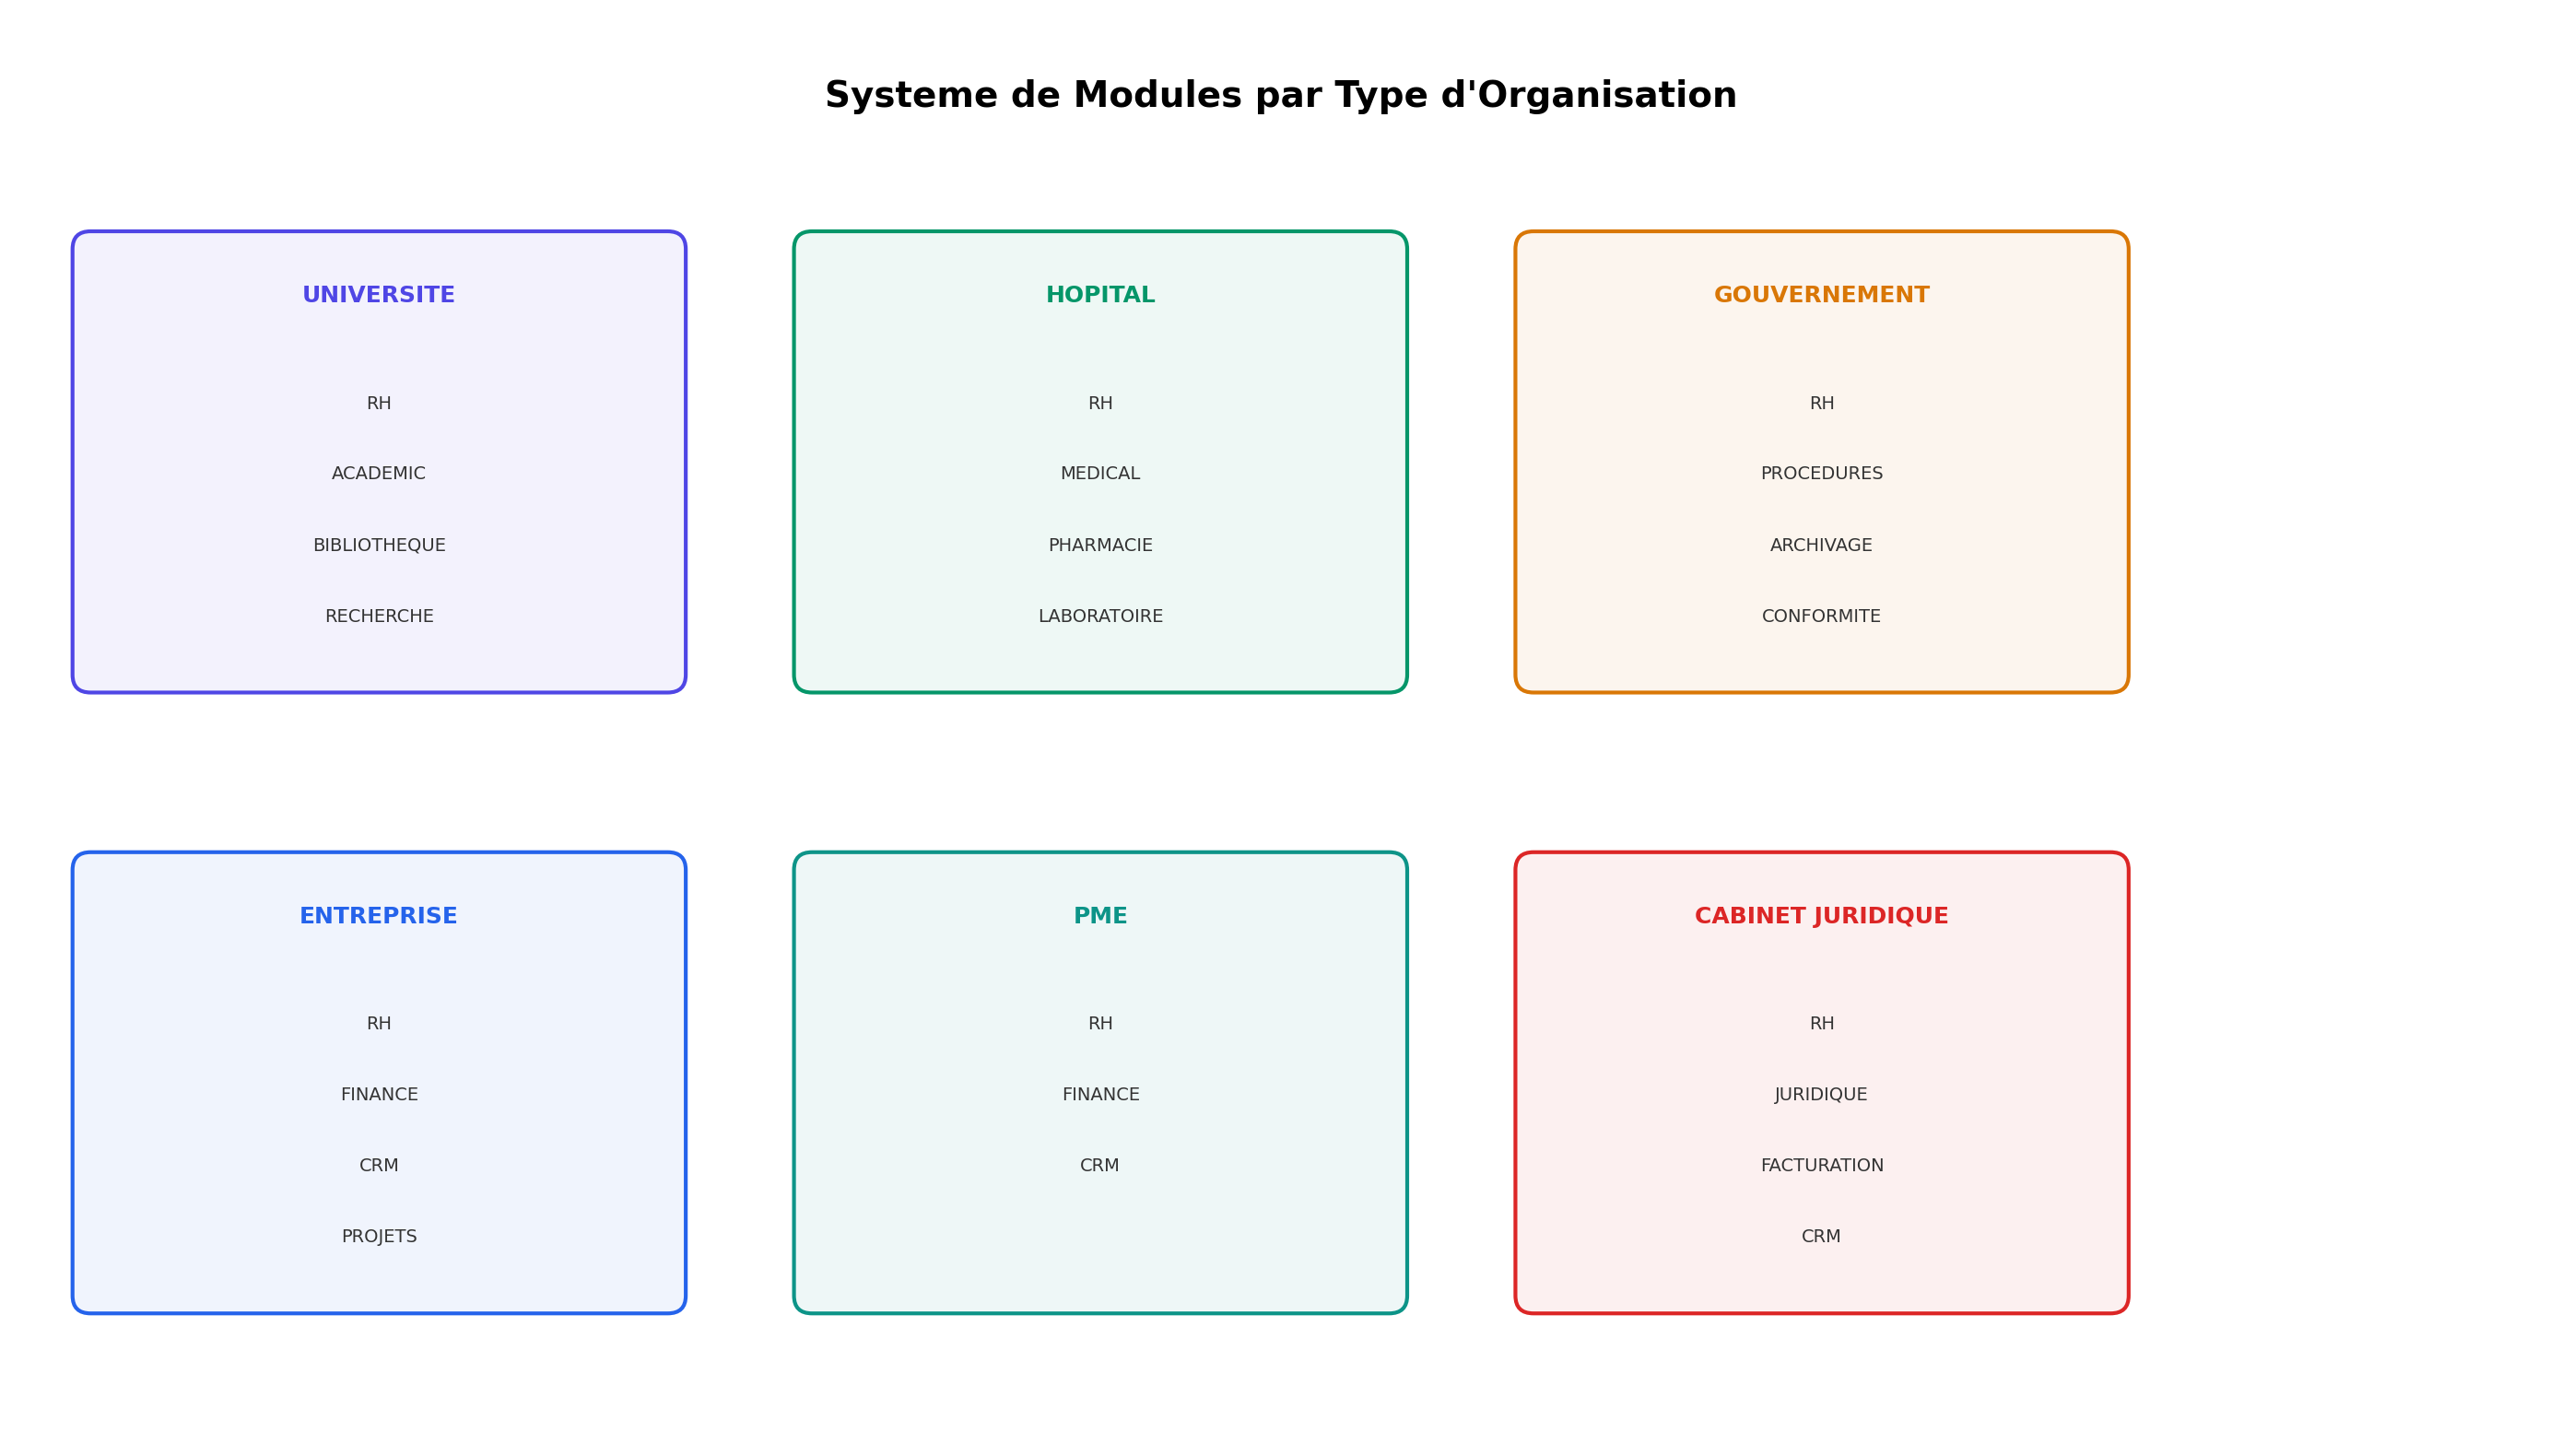 Systeme de Modules par Type d'Organisation
UNIVERSITE
RH
ACADEMIC
BIBLIOTHEQUE
RECHERCHE
HOPITAL
RH
MEDICAL
PHARMACIE
LABORATOIRE
GOUVERNEMENT
RH
PROCEDURES
ARCHIVAGE
CONFORMITE
ENTREPRISE
RH
FINANCE
CRM
PROJETS
PME
RH
FINANCE
CRM
CABINET JURIDIQUE
RH
JURIDIQUE
FACTURATION
CRM